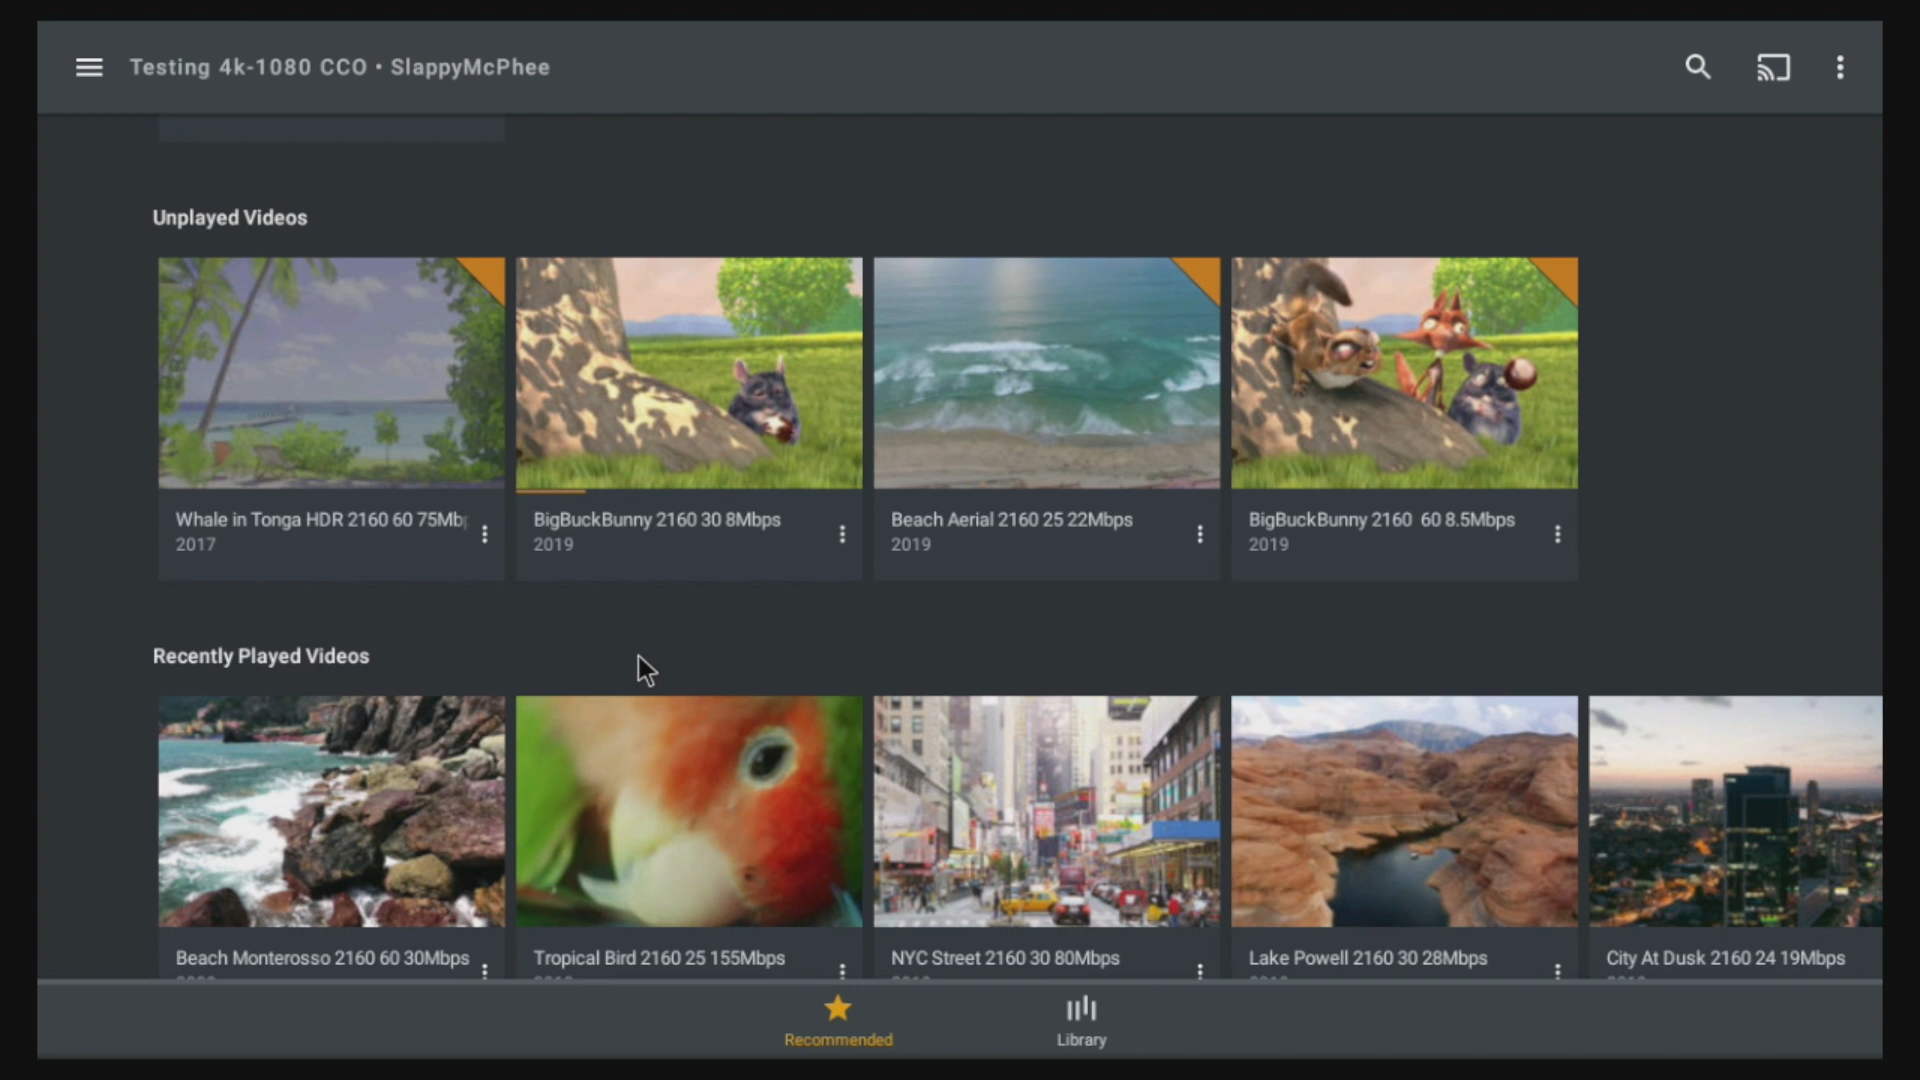 Testing 4k-1080 CCO • SlappyMcPhee
Unplayed Videos
Whale in Tonga HDR 2160 60 75Mb
2017
BigBuckBunny 2160 30 8Mbps
2019
Beach Aerial 2160 25 22Mbps
2019
BigBuckBunny 2160 60 8.5Mbps
2019
Recently Played Videos
Beach Monterosso 2160 60 30Mbps
Tropical Bird 2160 25 155Mbps
NYC Street 2160 30 80Mbps
Lake Powell 2160 30 28Mbps
City At Dusk 2160 24 19Mbps
Recommended
Library